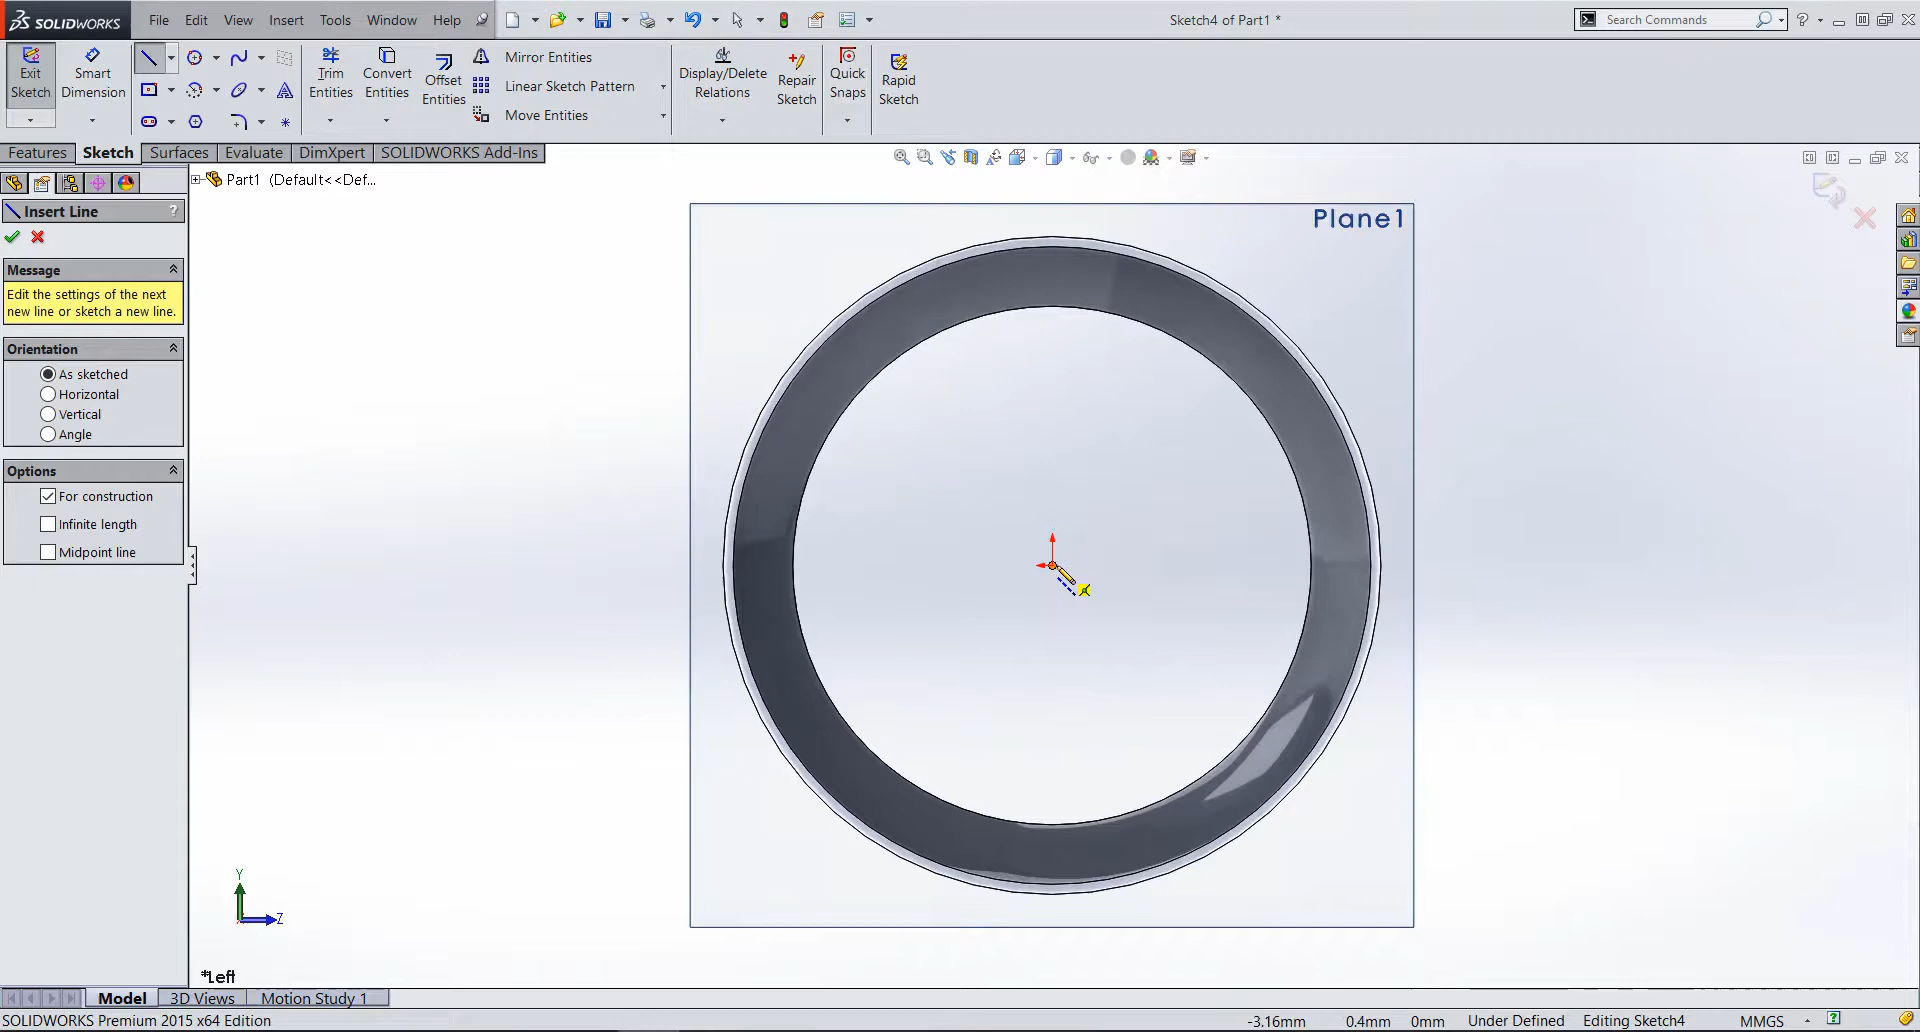 SOLIDWORKS File Edit View Insert Tools Window Help Sketch4 of Part1 * Search Commands
Exit Sketch
Smart Dimension
Trim Entities
Convert Entities
Offset Entities
Mirror Entities
Linear Sketch Pattern
Move Entities
Display/Delete Relations
Repair Sketch
Quick Snaps
Rapid Sketch
Features Sketch Surfaces Evaluate DimXpert SOLIDWORKS Add-Ins
Part1 (Default<<Def...
Insert Line ?
Message
Edit the settings of the next
new line or sketch a new line.
Orientation
As sketched
Horizontal
Vertical
Angle
Options
For construction
Infinite length
Midpoint line
Plane1
Y
Z
*Left
Model 3D Views Motion Study 1
SOLIDWORKS Premium 2015 x64 Edition -3.16mm 0.4mm 0mm Under Defined Editing Sketch4 MMGS